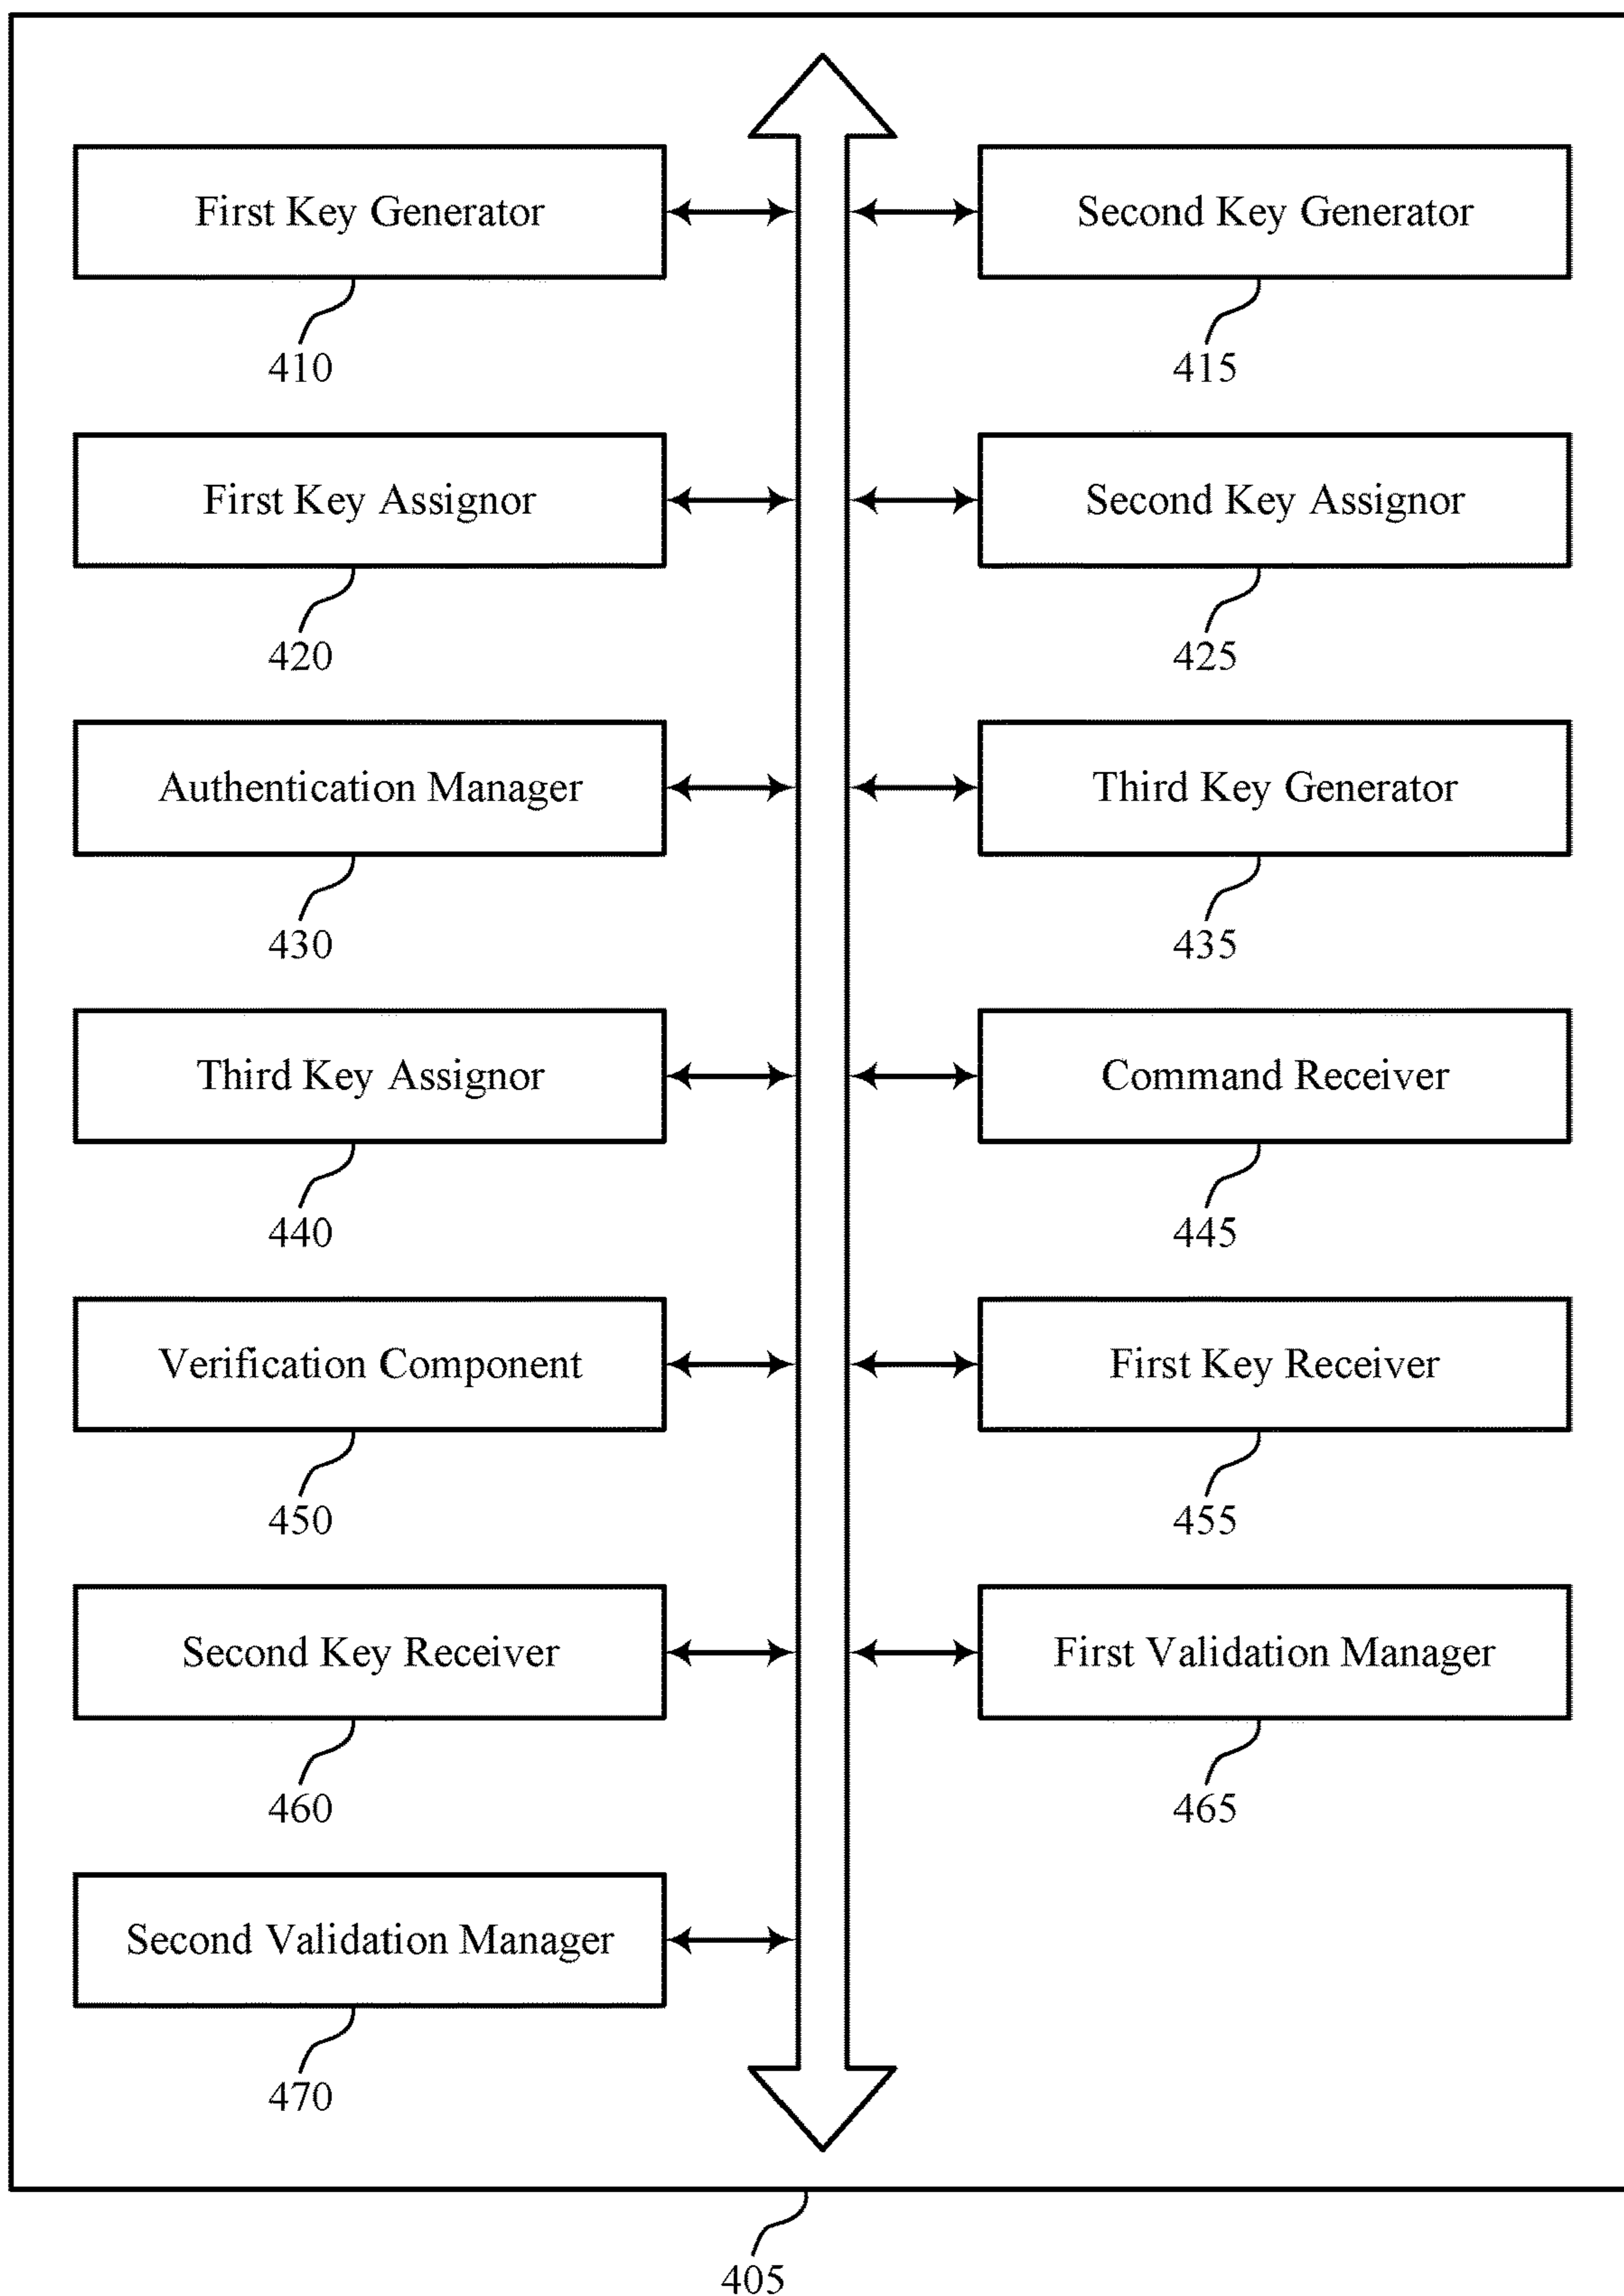 First Key Generator
Second Key Generator
410
415
First Key Assignor
Second Key Assignor
420
425
Authentication Manager
Third Key Generator
430
435
Third Key Assignor
Command Receiver
440
445
Verification Component
First Key Receiver
450
455
Second Key Receiver
First Validation Manager
460
465
Second Validation Manager
470
405